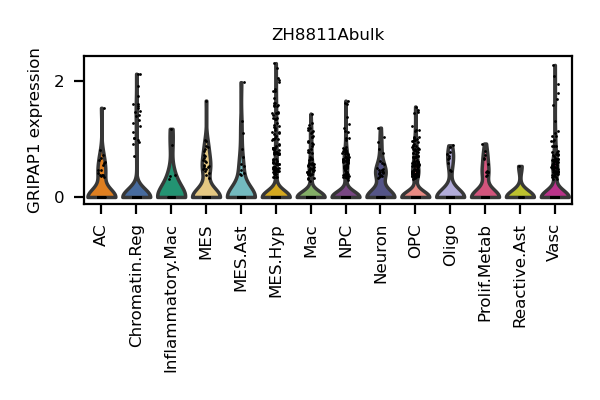 ZH8811Abulk
GRIPAP1 expression
2
0
AC
Chromatin.Reg
Inflammatory.Mac
MES
MES.Ast
MES.Hyp
Mac
NPC
Neuron
OPC
Oligo
Prolif.Metab
Reactive.Ast
Vasc